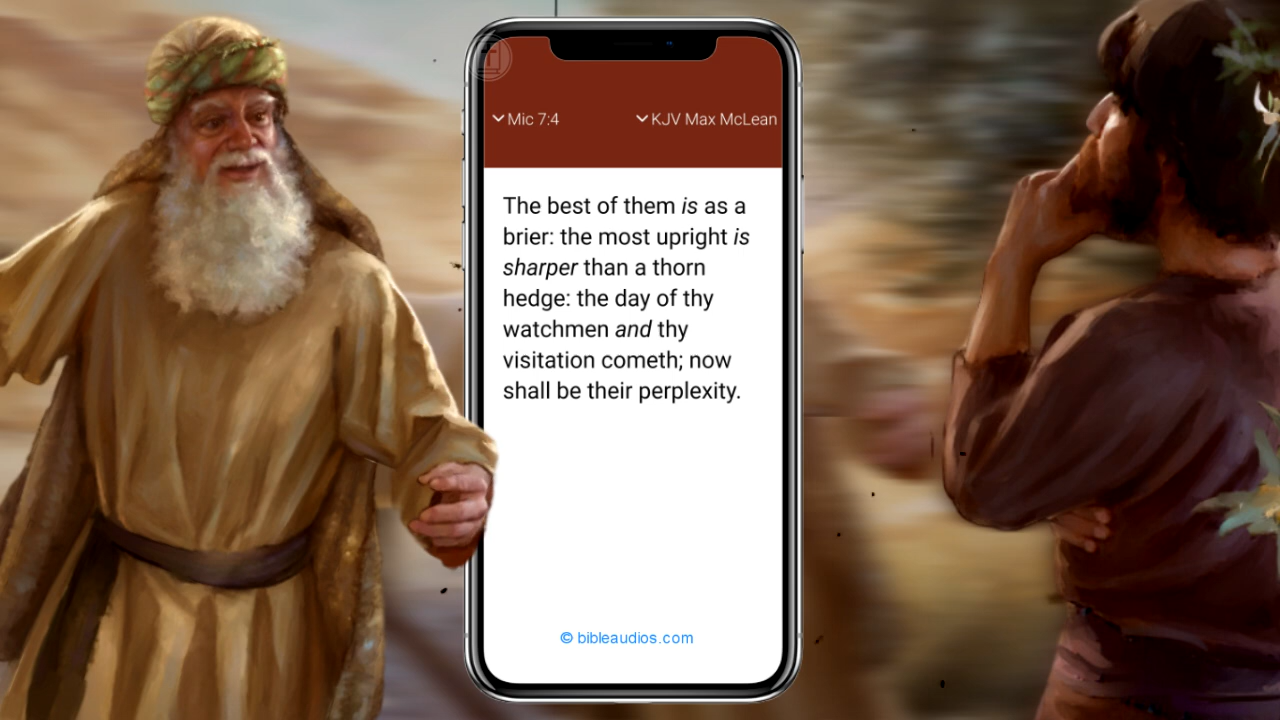 Mic 7:4
KJV Max McLean
The best of them is as a
brier: the most upright is
sharper than a thorn
hedge: the day of thy
watchmen and thy
visitation cometh; now
shall be their perplexity.
© bibleaudios.com